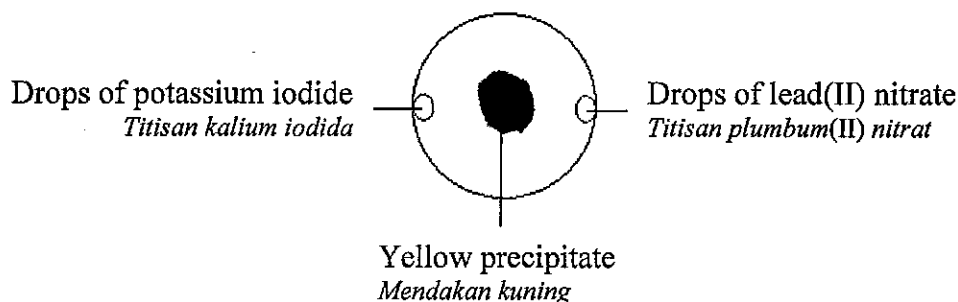 Drops of potassium iodide
Titisan kalium iodida
Drops of lead(II) nitrate
Titisan plumbum(II) nitrat
Yellow precipitate
Mendakan kuning